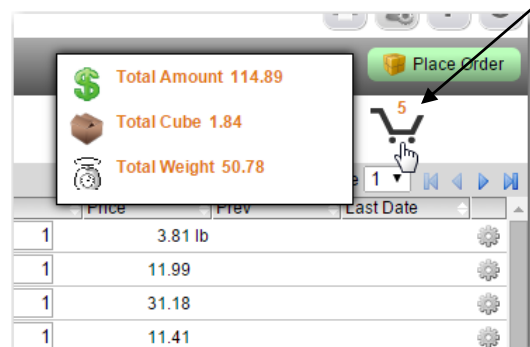 Place Order
Total Amount 114.89
Total Cube 1.84
Total Weight 50.78
5
1
Price Prev Last Date
1 3.81 lb
1 11.99
1 31.18
1 11.41